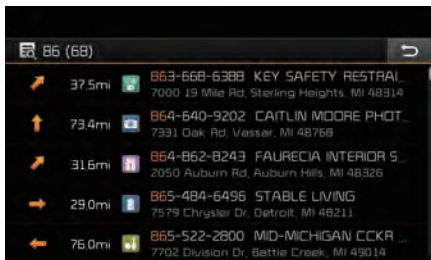 86 (68)
37.5mi 863-668-6388 KEY SAFETY RESTRAI...
7000 19 Mile Rd, Sterling Heights, MI 48314
73.4mi 864-640-9202 CAITLIN MOORE PHOT...
7331 Oak Rd, Vassar, MI 48768
31.6mi 864-862-8243 FAURECIA INTERIOR S...
2050 Auburn Rd, Auburn Hills, MI 48326
29.0mi 865-484-6496 STABLE LIVING
7579 Chrysler Dr, Detroit, MI 48211
76.0mi 865-522-2800 MID-MICHIGAN CCKA ...
7702 Division Dr, Battle Creek, MI 49014